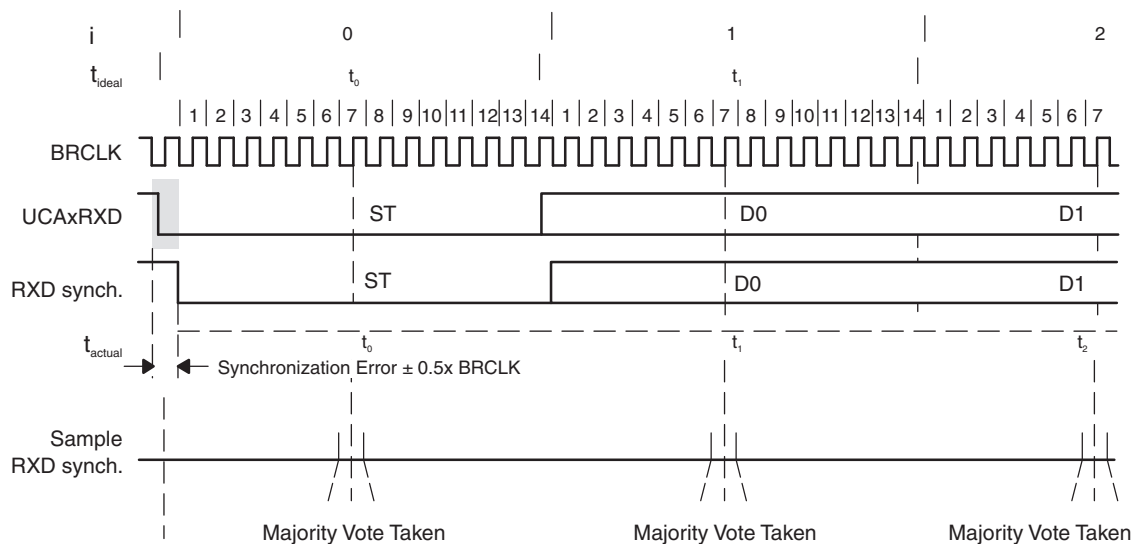 i 0 1 2
tideal t0 t1
1 2 3 4 5 6 7 8 9 10 11 12 13 14 1 2 3 4 5 6 7 8 9 10 11 12 13 14 1 2 3 4 5 6 7
BRCLK
UCAxRXD ST D0 D1
RXD synch. ST D0 D1
tactual t0 t1 t2
Synchronization Error ± 0.5x BRCLK
Sample
RXD synch.
Majority Vote Taken Majority Vote Taken Majority Vote Taken